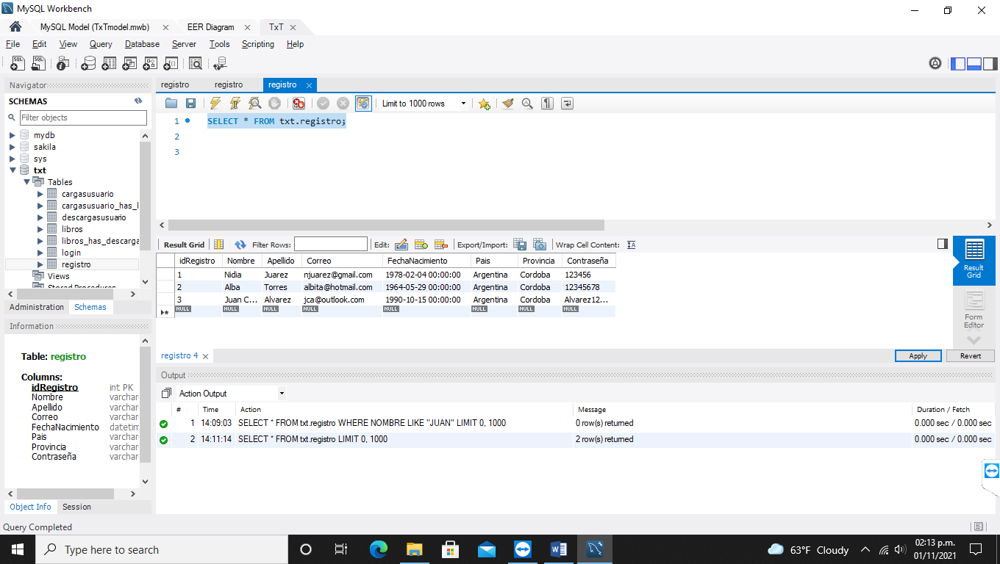 MySQL Workbench
MySQL Model (TxTmodel.mwb) EER Diagram TxT
File Edit View Query Database Server Tools Scripting Help
Navigator
SCHEMAS
Filter objects
mydb
sakila
sys
txt
Tables
cargasusuario
cargasusuario_has_l
descargasusuario
libros
libros_has_descarga
login
registro
Views
Stored Procedures
Administration Schemas
Information
Table: registro
Columns:
idRegistro int PK
Nombre varchar
Apellido varchar
Correo varchar
FechaNacimiento datetim
Pais varchar
Provincia varchar
Contraseña varchar
Object Info Session
registro registro registro
Limit to 1000 rows
1 SELECT * FROM txt.registro;
2
3
Result Grid Filter Rows: Edit: Export/Import: Wrap Cell Content:
idRegistro Nombre Apellido Correo FechaNacimiento Pais Provincia Contraseña
1 Nidia Juarez njuarez@gmail.com 1978-02-04 00:00:00 Argentina Cordoba 123456
2 Alba Torres albita@hotmail.com 1964-05-29 00:00:00 Argentina Cordoba 12345678
3 Juan C... Alvarez jca@outlook.com 1990-10-15 00:00:00 Argentina Cordoba Alvarez12...
NULL NULL NULL NULL NULL NULL NULL NULL
Result Grid
Form Editor
registro 4 Apply Revert
Output
Action Output
# Time Action Message Duration / Fetch
1 14:09:03 SELECT * FROM txt.registro WHERE NOMBRE LIKE "JUAN" LIMIT 0, 1000 0 row(s) returned 0.000 sec / 0.000 sec
2 14:11:14 SELECT * FROM txt.registro LIMIT 0, 1000 2 row(s) returned 0.000 sec / 0.000 sec
Query Completed
Type here to search
63°F Cloudy
02:13 p.m.
01/11/2021